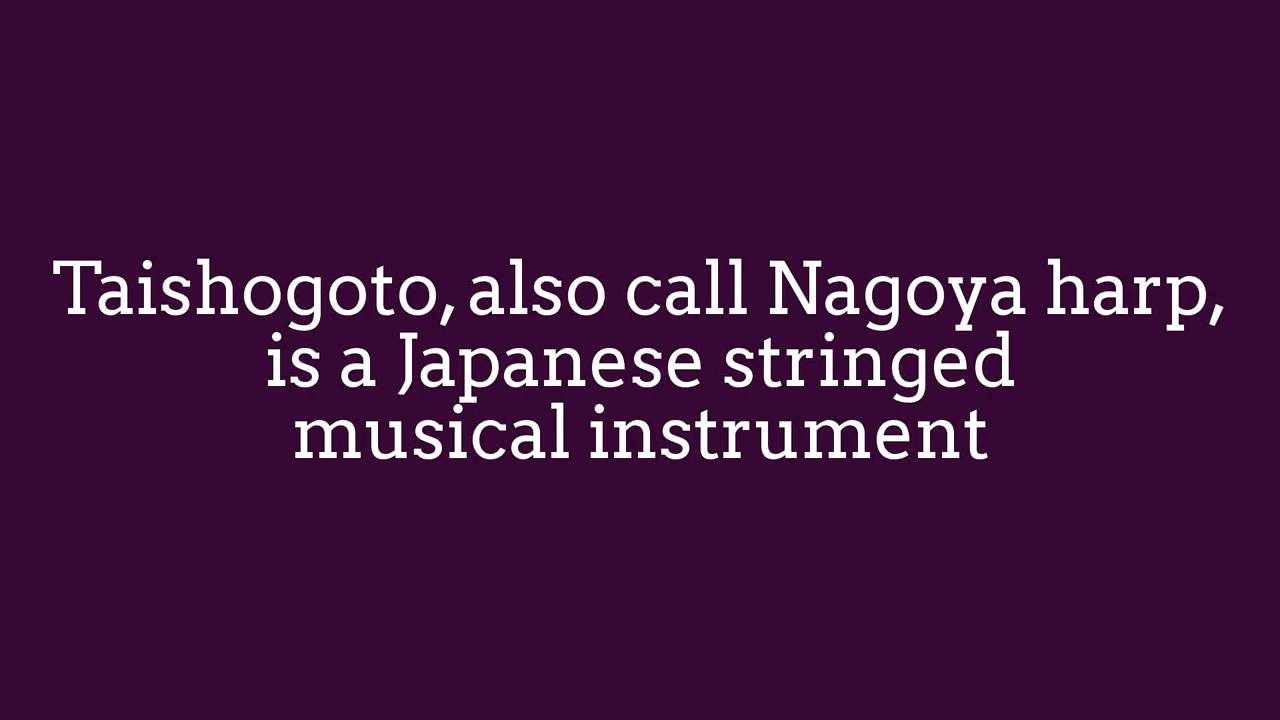 Taishogoto, also call Nagoya harp,
is a Japanese stringed
musical instrument